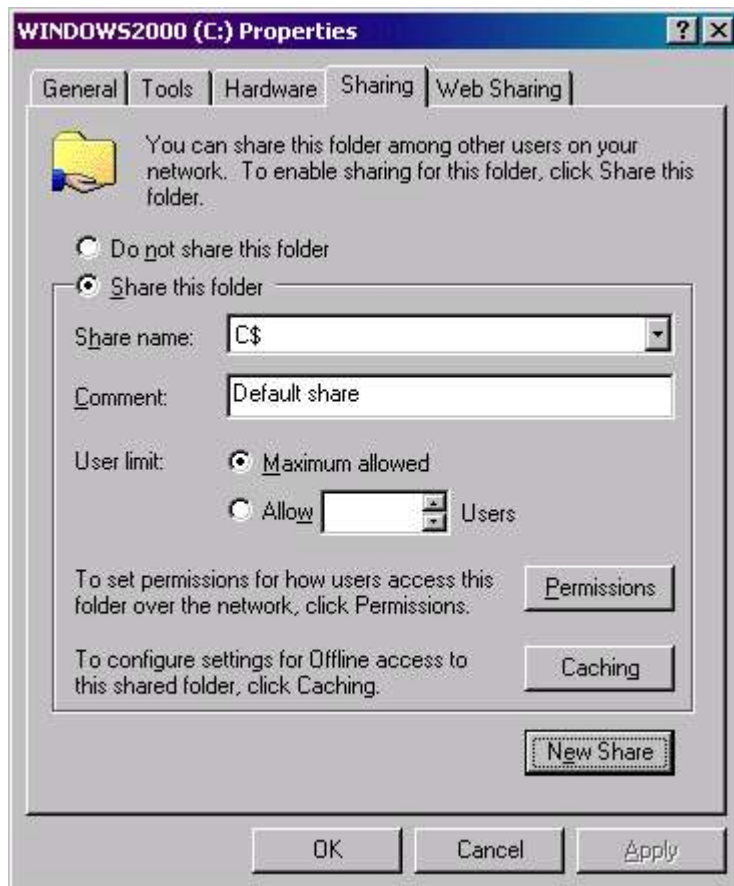 WINDOWS2000 (C:) Properties
General Tools Hardware Sharing Web Sharing
You can share this folder among other users on your
network. To enable sharing for this folder, click Share this
folder.
Do not share this folder
Share this folder
Share name: C$
Comment: Default share
User limit: Maximum allowed
Allow Users
To set permissions for how users access this
folder over the network, click Permissions.
Permissions
To configure settings for Offline access to
this shared folder, click Caching.
Caching
New Share
OK Cancel Apply